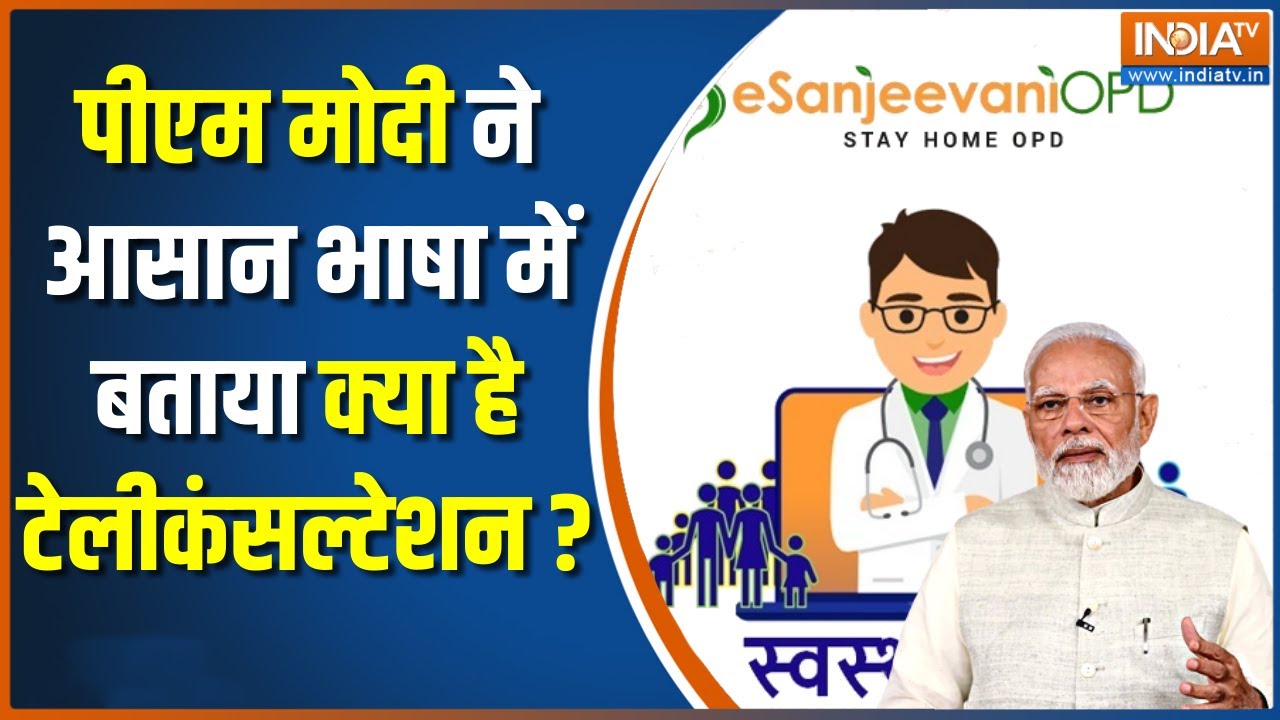 पीएम मोदी ने
आसान भाषा में
बताया क्या है
टेलीकंसल्टेशन ?
INDIA TV
www.indiatv.in
eSanjeevaniOPD
STAY HOME OPD